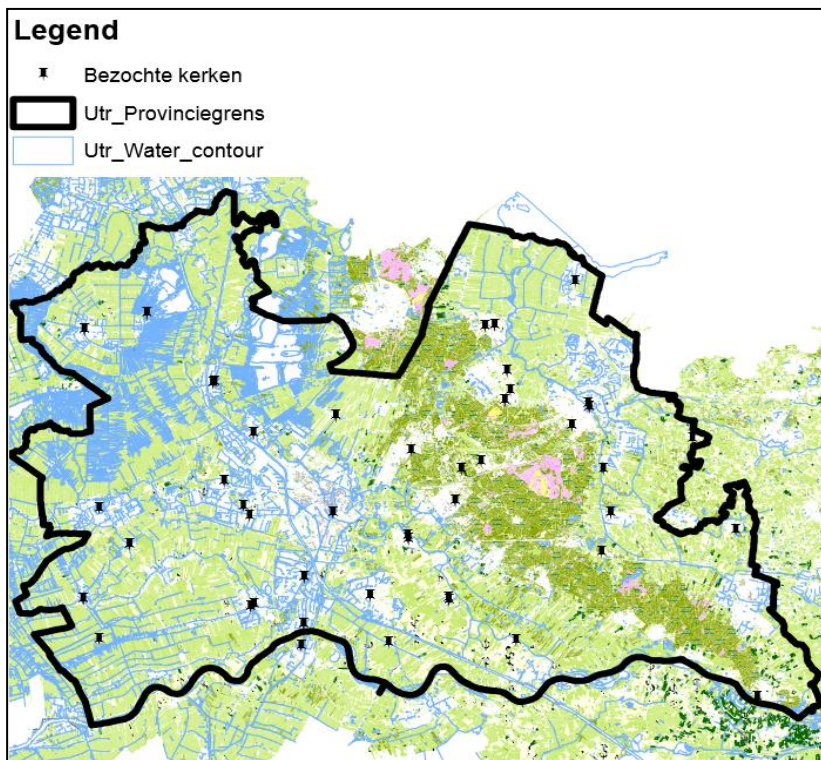 Legend
Bezochte kerken
Utr_Provinciegrens
Utr_Water_contour